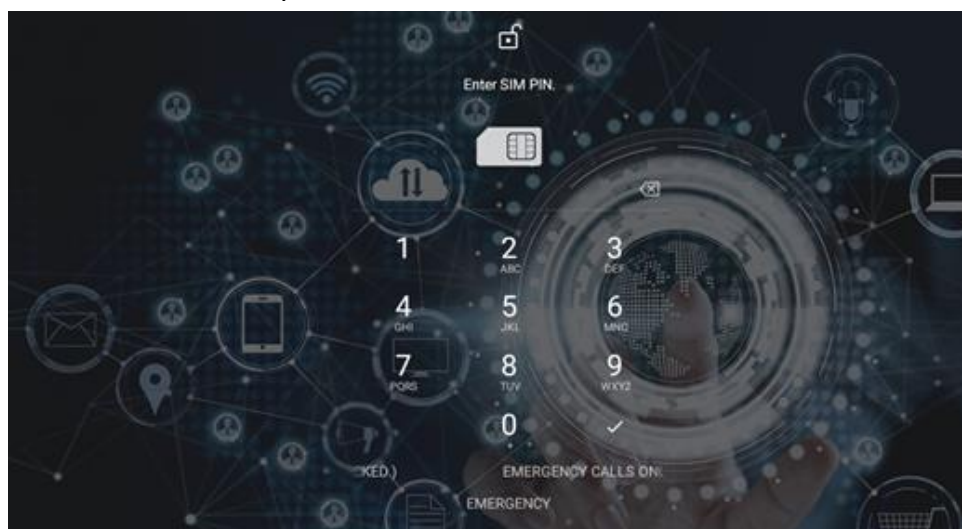 Enter SIM PIN.
1 2 3
ABC DEF
4 5 6
GHI JKL MNO
7 8 9
PQRS TUV WXYZ
0
KED.) EMERGENCY CALLS ON
EMERGENCY